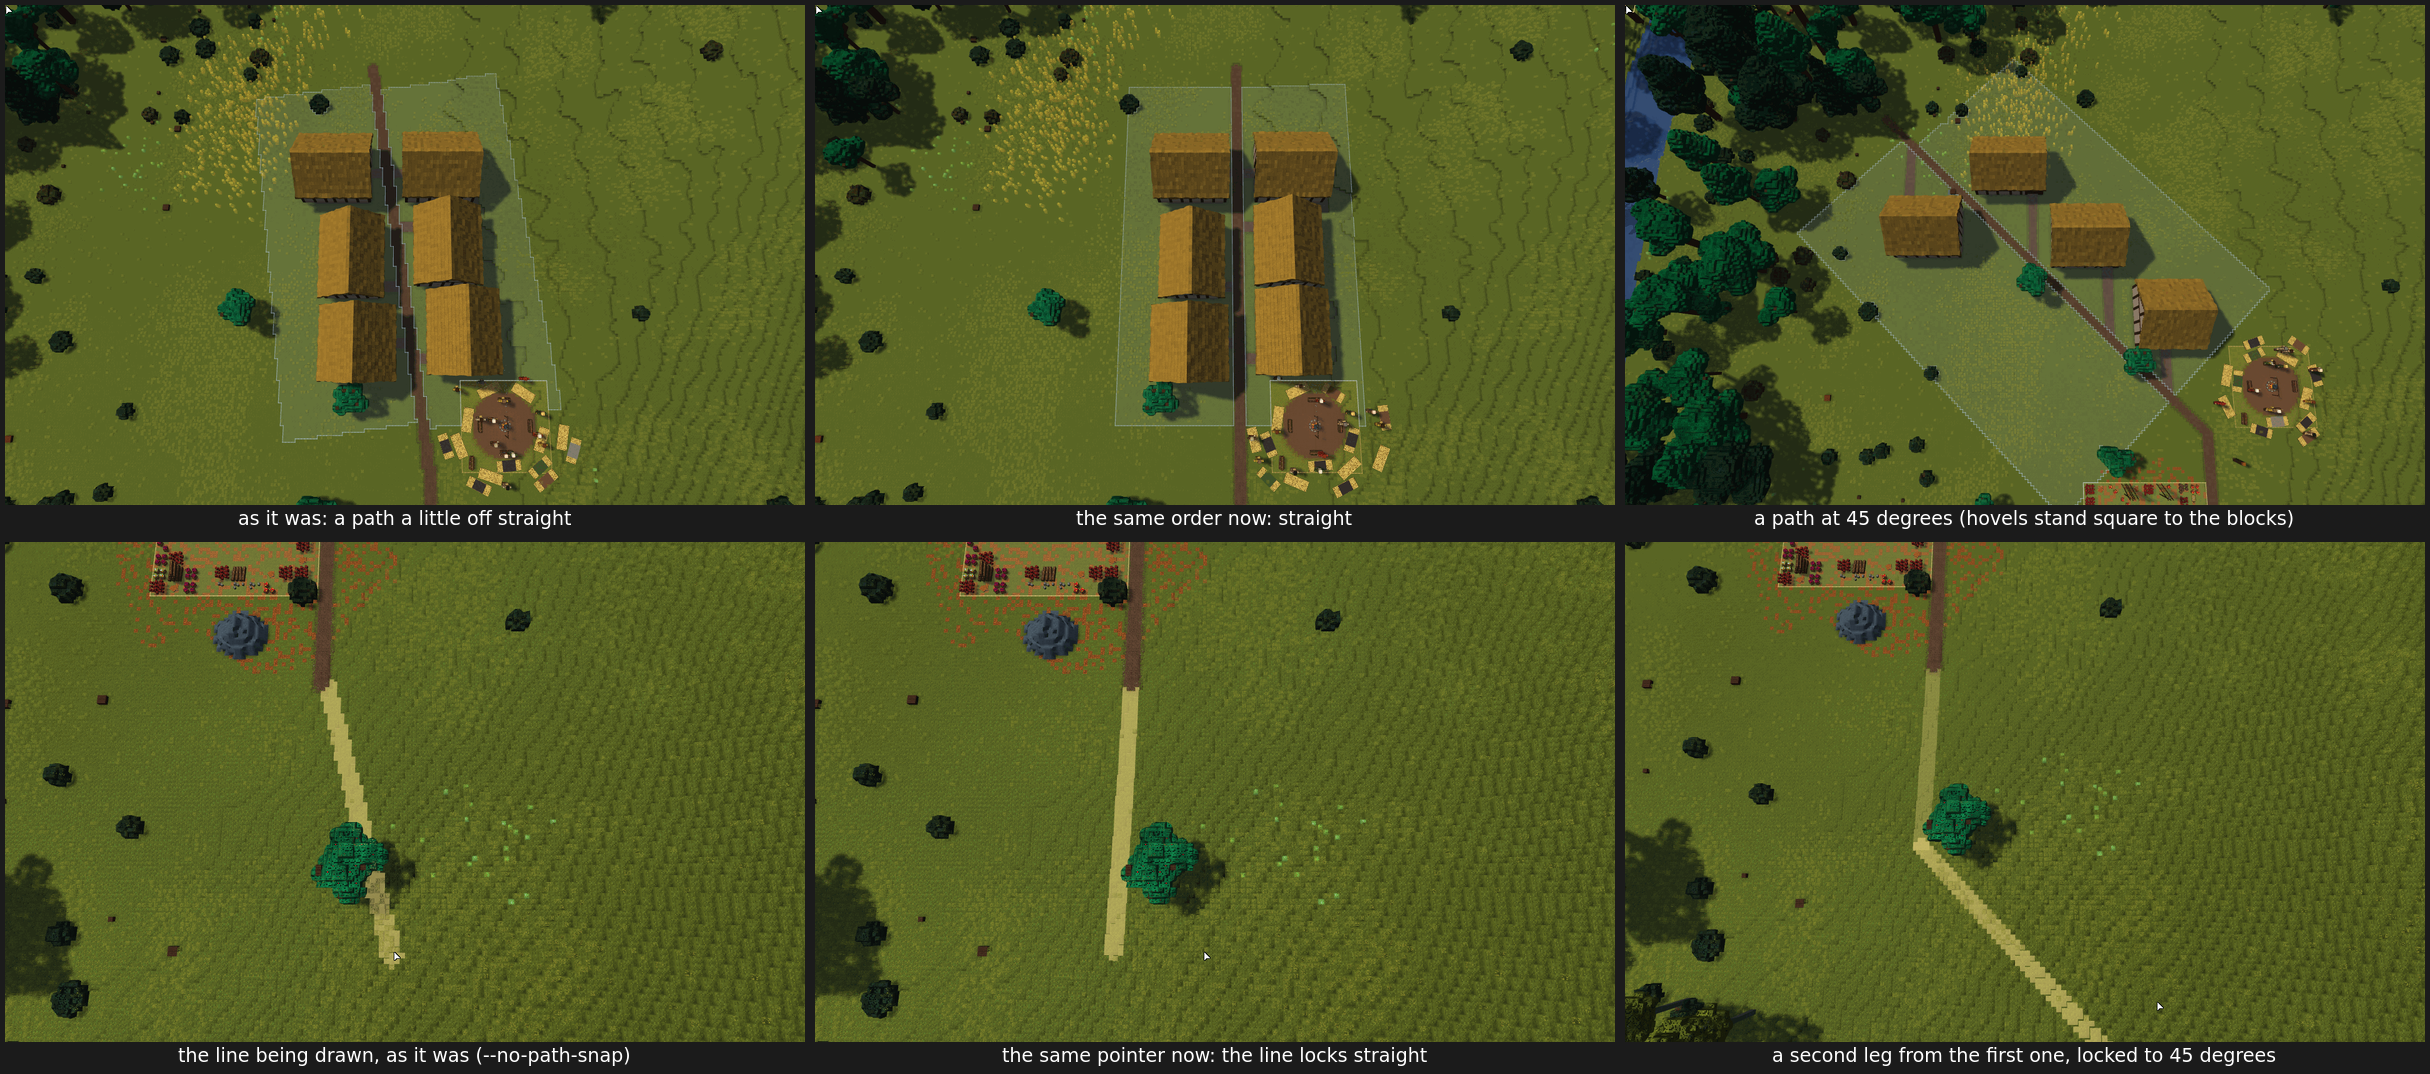 as it was: a path a little off straight
the same order now: straight
a path at 45 degrees (hovels stand square to the blocks)
the line being drawn, as it was (--no-path-snap)
the same pointer now: the line locks straight
a second leg from the first one, locked to 45 degrees